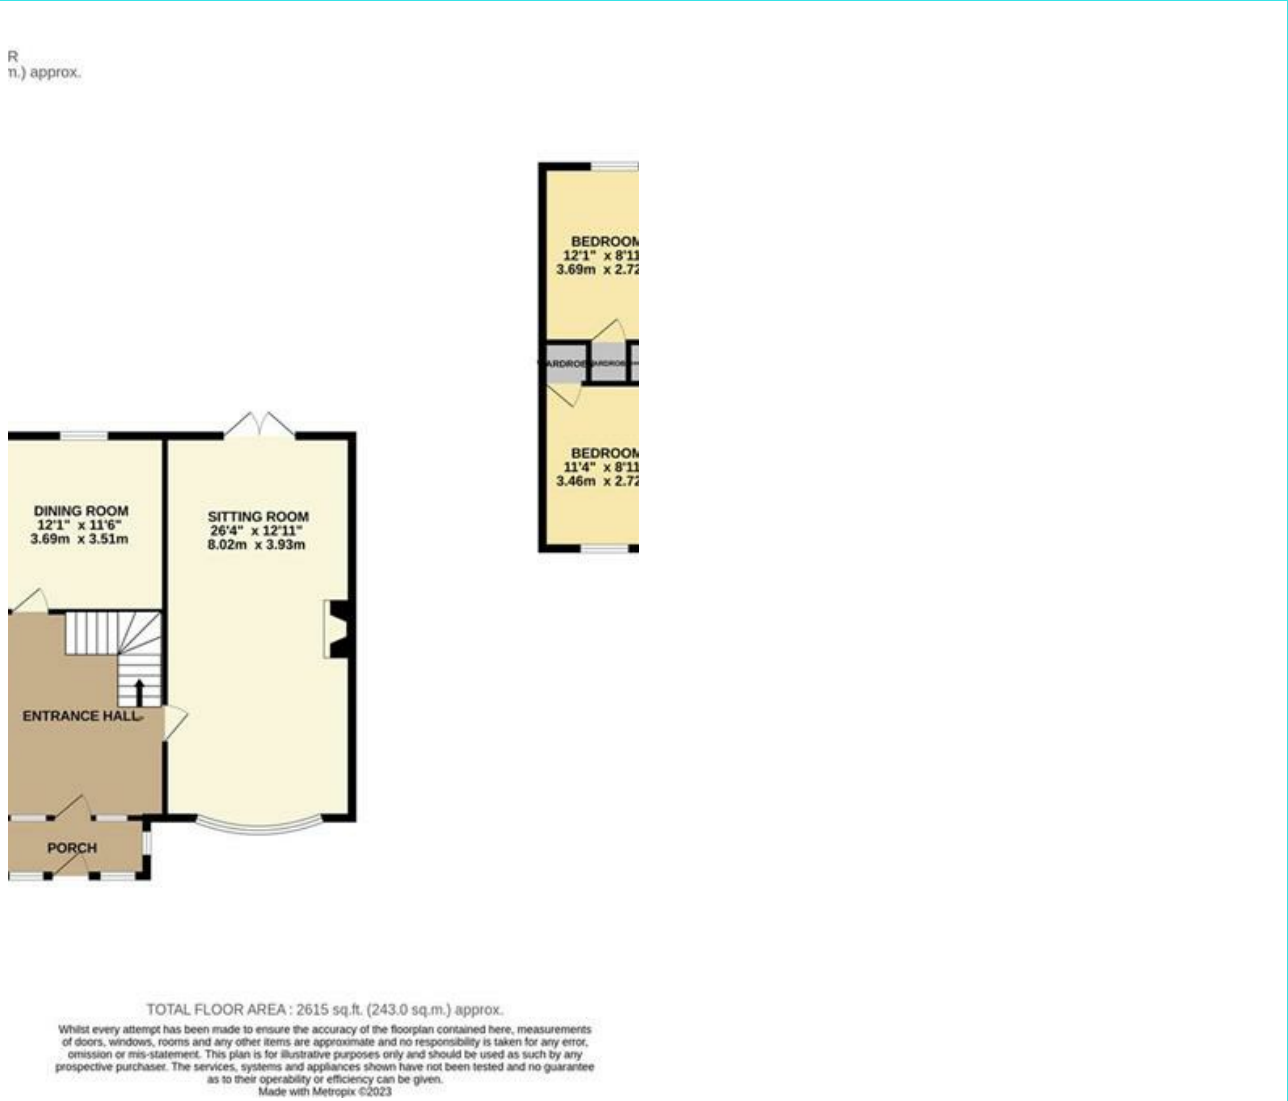 R
m.) approx.
BEDROOM
12'1" x 8'11
3.69m x 2.72
WARDROBE
WARDROBE
BEDROOM
11'4" x 8'11
3.46m x 2.72
DINING ROOM
12'1" x 11'6"
3.69m x 3.51m
SITTING ROOM
26'4" x 12'11"
8.02m x 3.93m
ENTRANCE HALL
PORCH
TOTAL FLOOR AREA : 2615 sq.ft. (243.0 sq.m.) approx.
Whilst every attempt has been made to ensure the accuracy of the floorplan contained here, measurements
of doors, windows, rooms and any other items are approximate and no responsibility is taken for any error,
omission or mis-statement. This plan is for illustrative purposes only and should be used as such by any
prospective purchaser. The services, systems and appliances shown have not been tested and no guarantee
as to their operability or efficiency can be given.
Made with Metropix ©2023